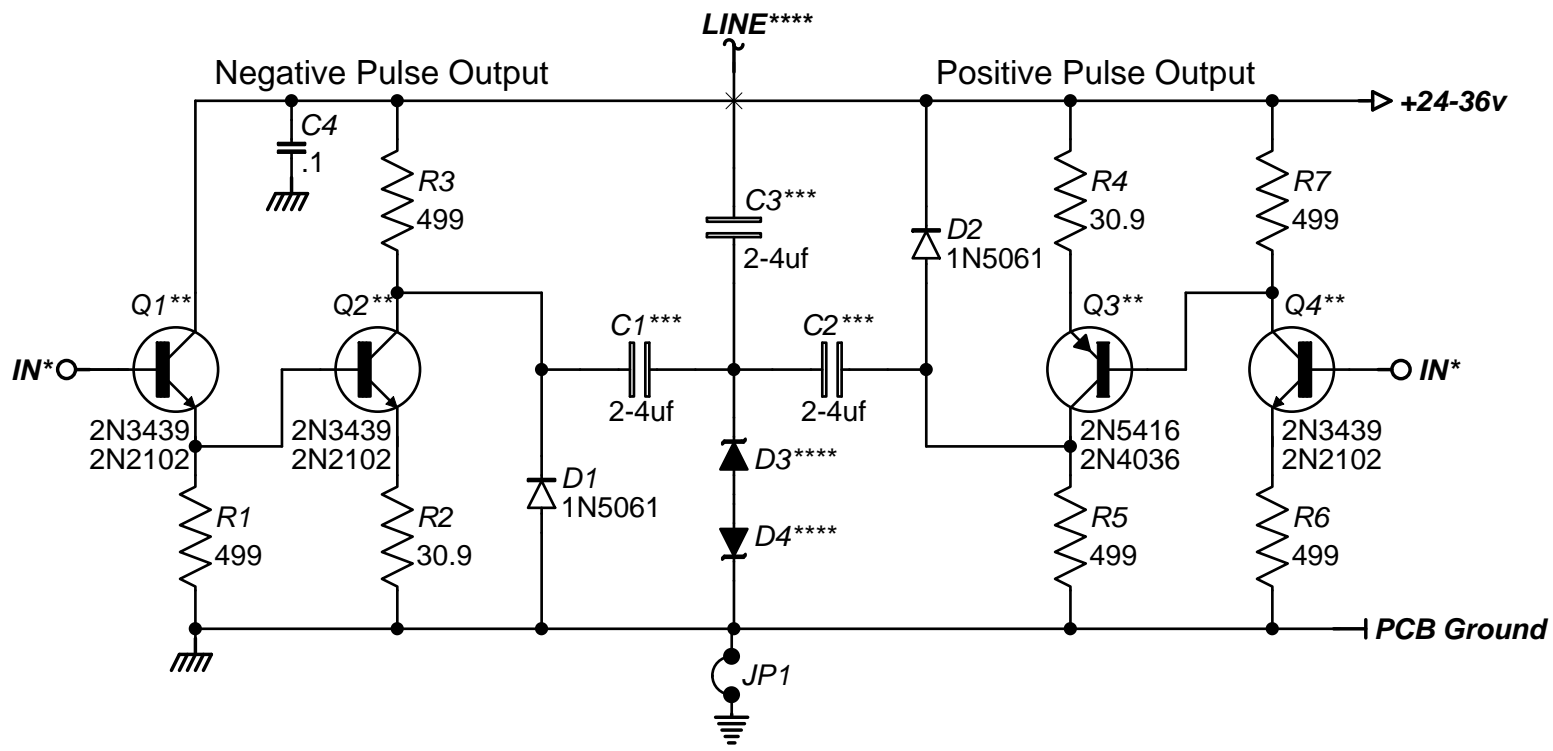 LINE****
Negative Pulse Output
Positive Pulse Output
+24-36v
C4
.1
R3
499
C3***
2-4uf
D2
1N5061
R4
30.9
R7
499
Q1**
Q2**
C1***
2-4uf
C2***
2-4uf
Q3**
Q4**
IN*
IN*
2N3439
2N2102
2N3439
2N2102
2N5416
2N4036
2N3439
2N2102
D3****
D1
1N5061
D4****
R1
499
R2
30.9
R5
499
R6
499
PCB Ground
JP1